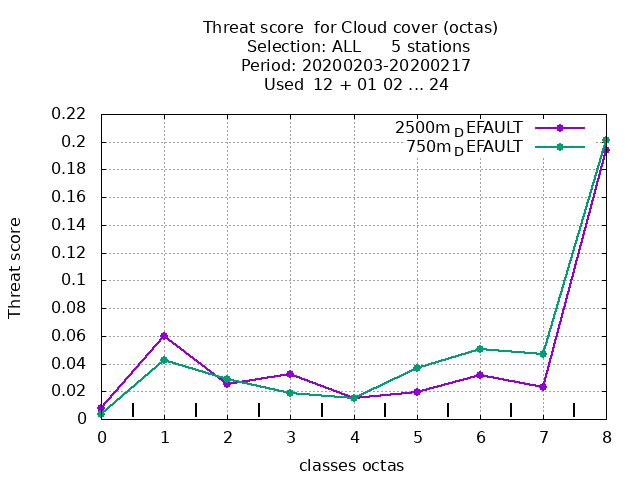 Threat score  for Cloud cover (octas)
Selection: ALL      5 stations
Period: 20200203-20200217
Used  12 + 01 02 ... 24
0.22
0.2
0.18
0.16
0.14
0.12
0.1
0.08
0.06
0.04
0.02
0
Threat score
2500m_DEFAULT
750m_DEFAULT
0 1 2 3 4 5 6 7 8
classes octas